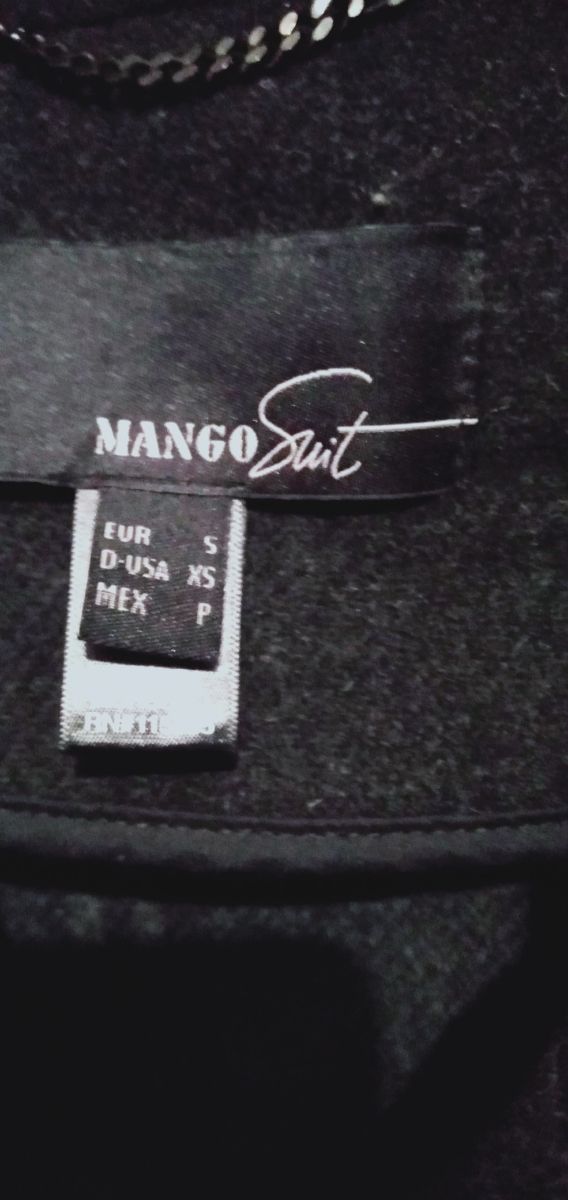 MANGO Suit
EUR S
D-USA XS
MEX P